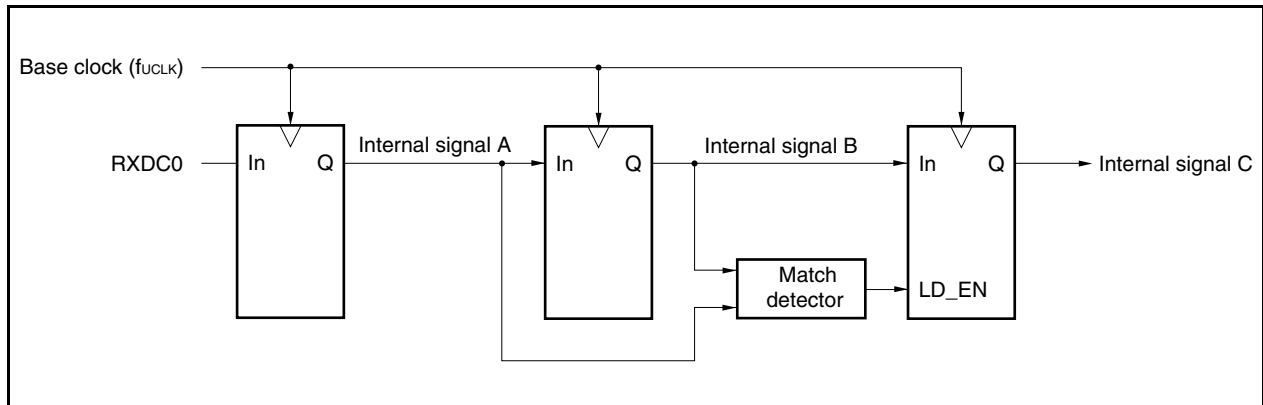 Base clock (fUCLK)
RXDC0
In
Q
Internal signal A
In
Q
Internal signal B
In
Q
Internal signal C
Match
detector
LD_EN